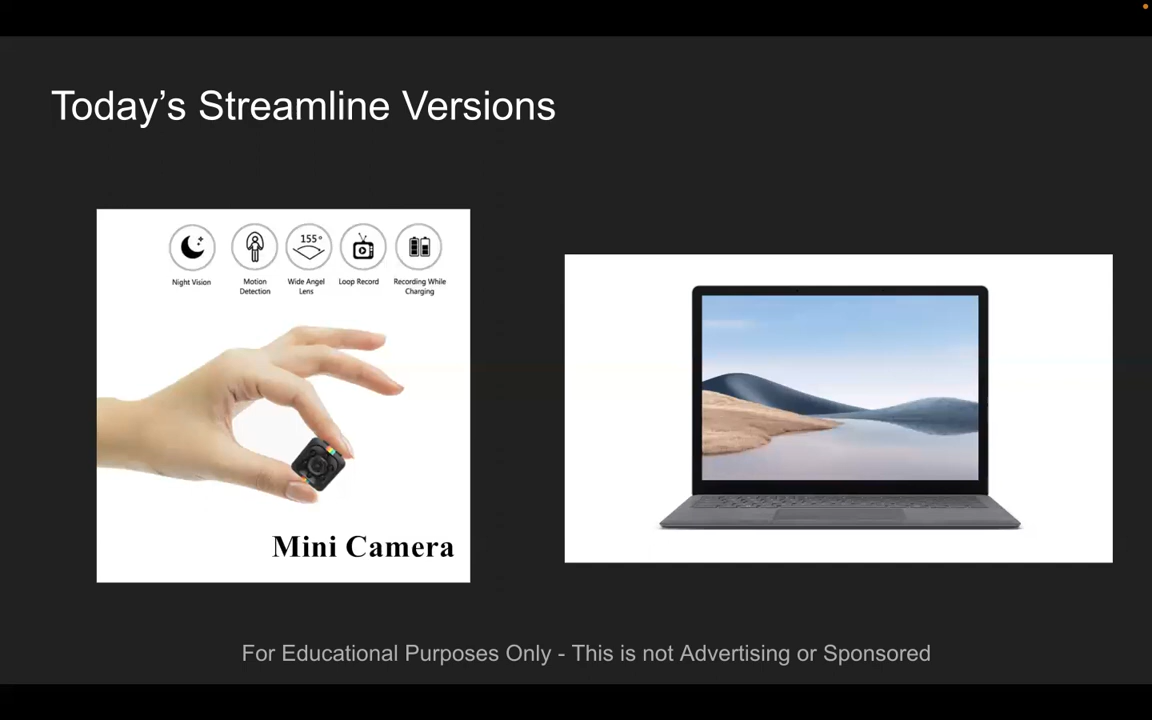 Today's Streamline Versions
155°
Night Vision
Motion
Detection
Wide Angel
Lens
Loop Record
Recording While
Charging
Mini Camera
For Educational Purposes Only - This is not Advertising or Sponsored